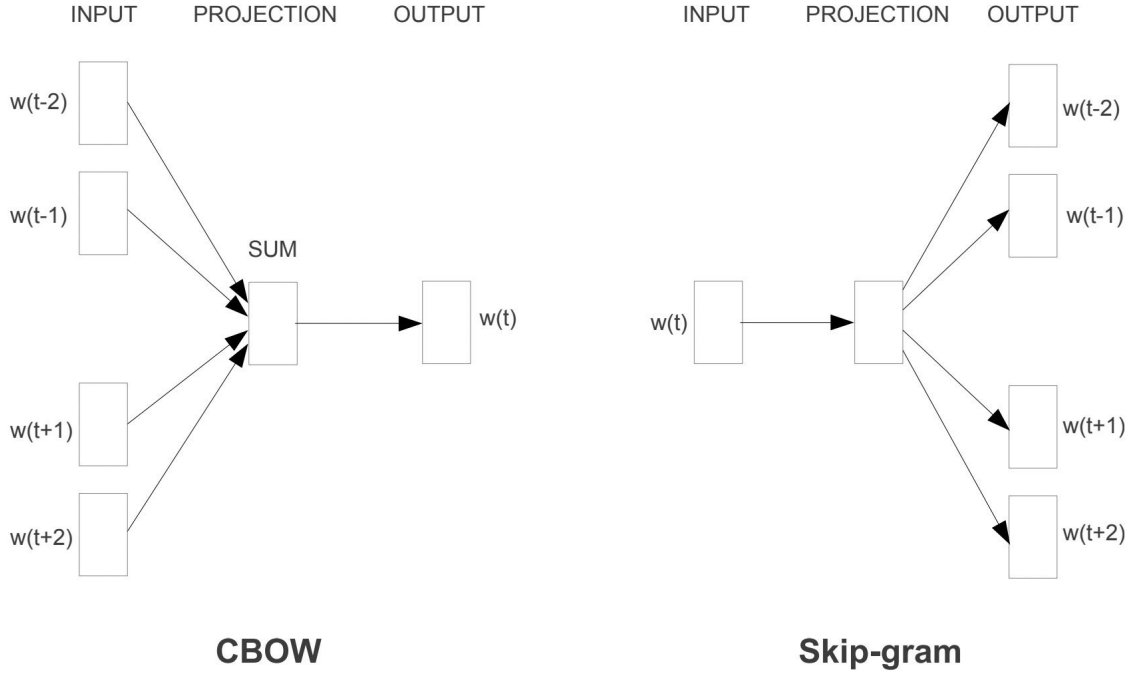 INPUT PROJECTION OUTPUT
w(t-2)
w(t-1)
SUM
w(t)
w(t+1)
w(t+2)
CBOW
INPUT PROJECTION OUTPUT
w(t-2)
w(t-1)
w(t)
w(t+1)
w(t+2)
Skip-gram